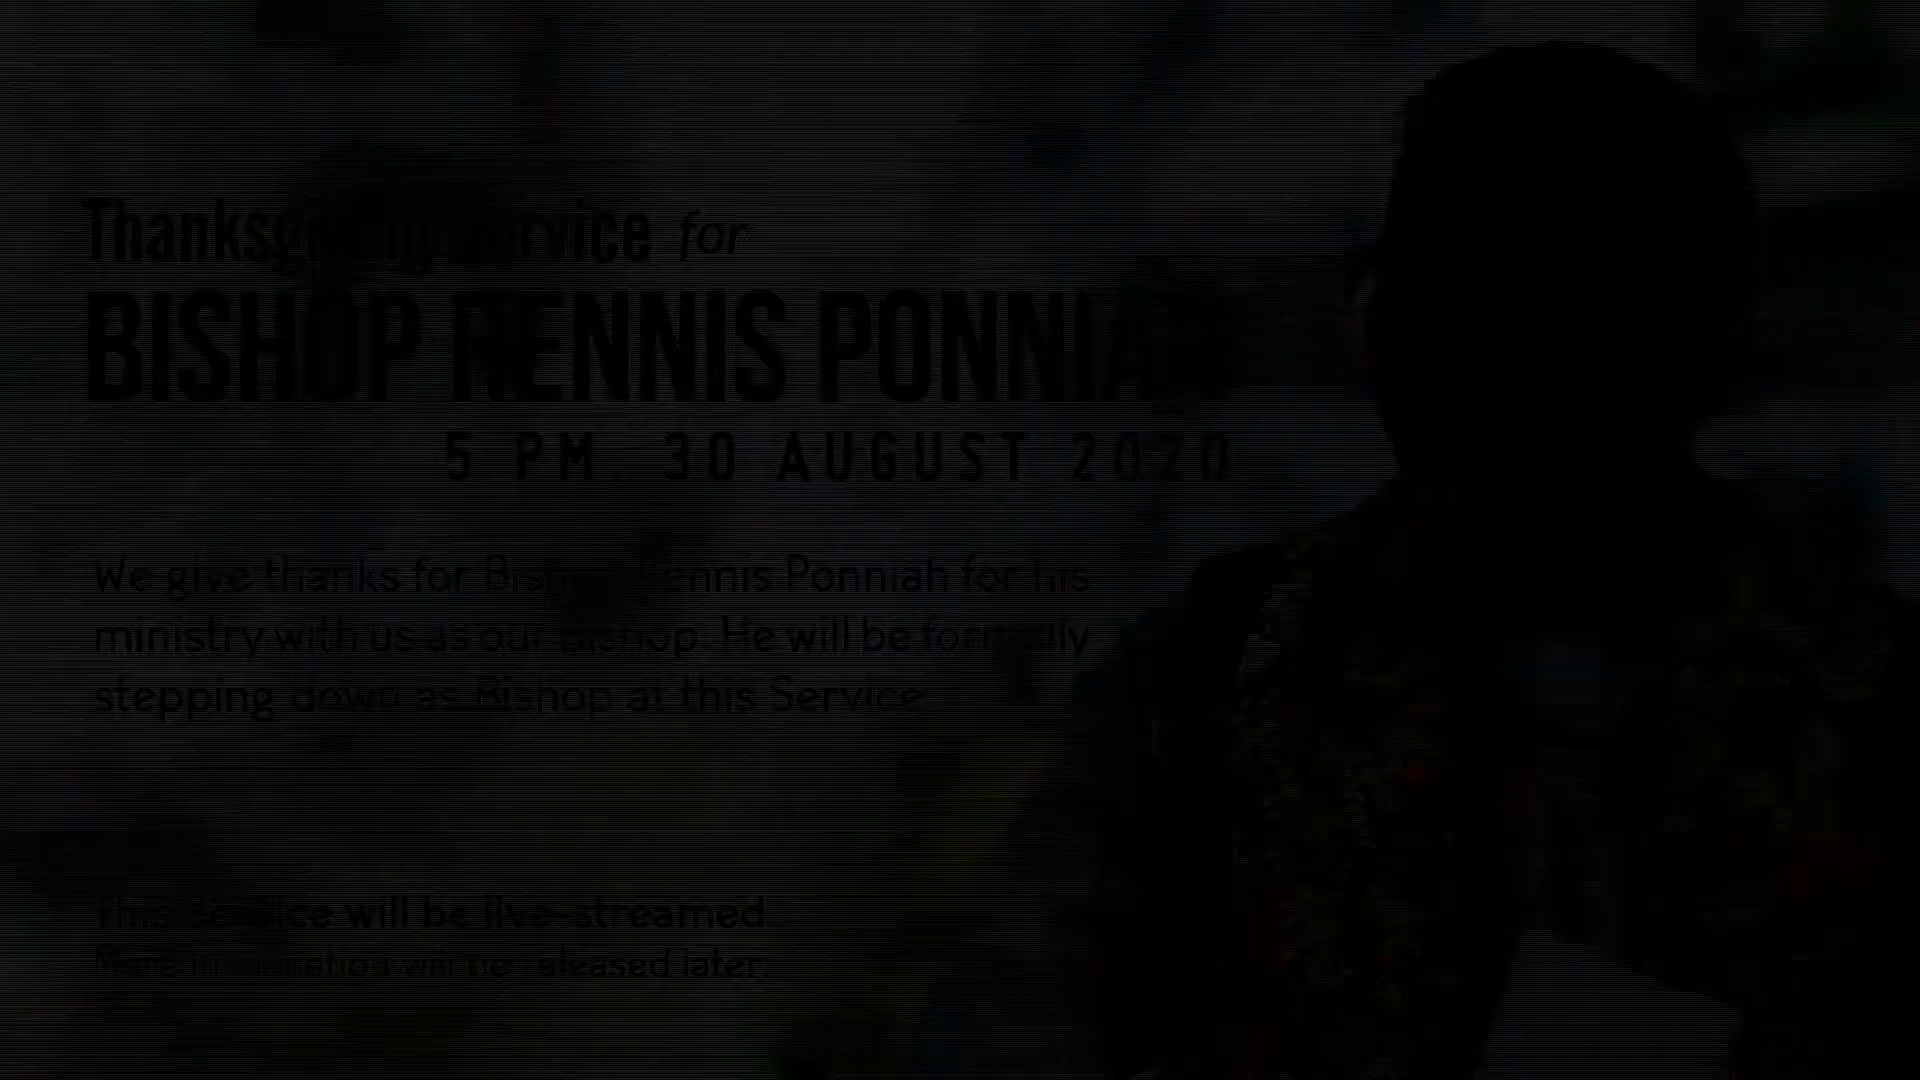 Thanksgiving Service for
BISHOP RENNIS PONNIAH
5 PM. 30 AUGUST 2020
We give thanks for Bishop Rennis Ponniah for his
ministry with us as our Bishop. He will be formally
stepping down as Bishop at this Service
This Service will be live-streamed
More information will be released later.